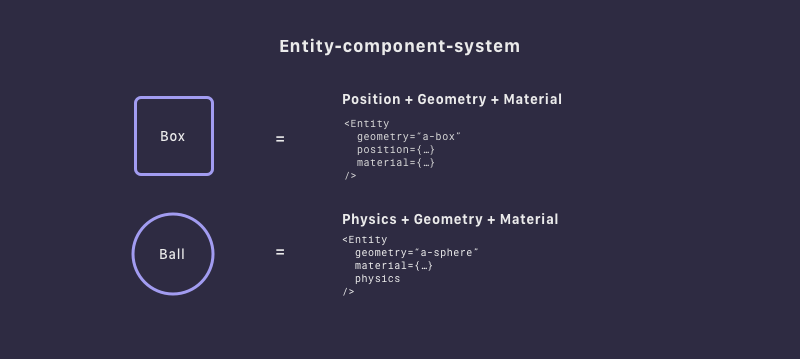 Entity-component-system
Box
=
Position + Geometry + Material
<Entity
geometry="a-box"
position={…}
material={…}
/>
Ball
=
Physics + Geometry + Material
<Entity
geometry="a-sphere"
material={…}
physics
/>